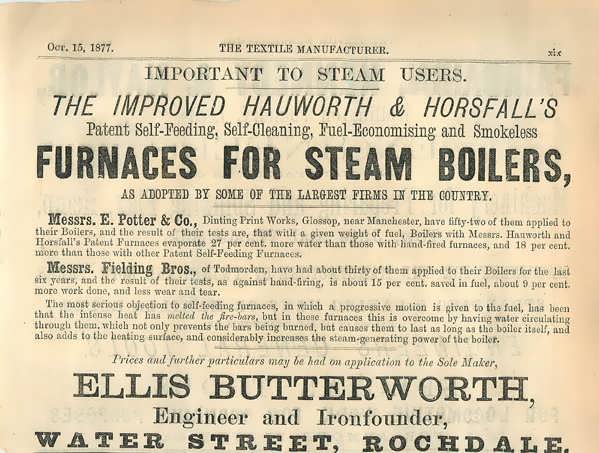 Oct. 15, 1877. THE TEXTILE MANUFACTURER. xix
IMPORTANT TO STEAM USERS.
THE IMPROVED HAUWORTH & HORSFALL'S
Patent Self-Feeding, Self-Cleaning, Fuel-Economising and Smokeless
FURNACES FOR STEAM BOILERS,
AS ADOPTED BY SOME OF THE LARGEST FIRMS IN THE COUNTRY.
Messrs. E. Potter & Co., Dinting Print Works, Glossop, near Manchester, have fifty-two of them applied to
their Boilers, and the result of their tests are, that with a given weight of fuel, Boilers with Messrs. Hauworth and
Horsfall's Patent Furnaces evaporate 27 per cent. more water than those with hand-fired furnaces, and 18 per cent.
more than those with other Patent Self-Feeding Furnaces.
Messrs. Fielding Bros., of Todmorden, have had about thirty of them applied to their Boilers for the last
six years, and the result of their tests, as against hand-firing, is about 15 per cent. saved in fuel, about 9 per cent.
more work done, and less wear and tear.
The most serious objection to self-feeding furnaces, in which a progressive motion is given to the fuel, has been
that the intense heat has melted the fire-bars, but in these furnaces this is overcome by having water circulating
through them, which not only prevents the bars being burned, but causes them to last as long as the boiler itself, and
also adds to the heating surface, and considerably increases the steam-generating power of the boiler.
Prices and further particulars may be had on application to the Sole Maker,
ELLIS BUTTERWORTH,
Engineer and Ironfounder,
WATER STREET, ROCHDALE.